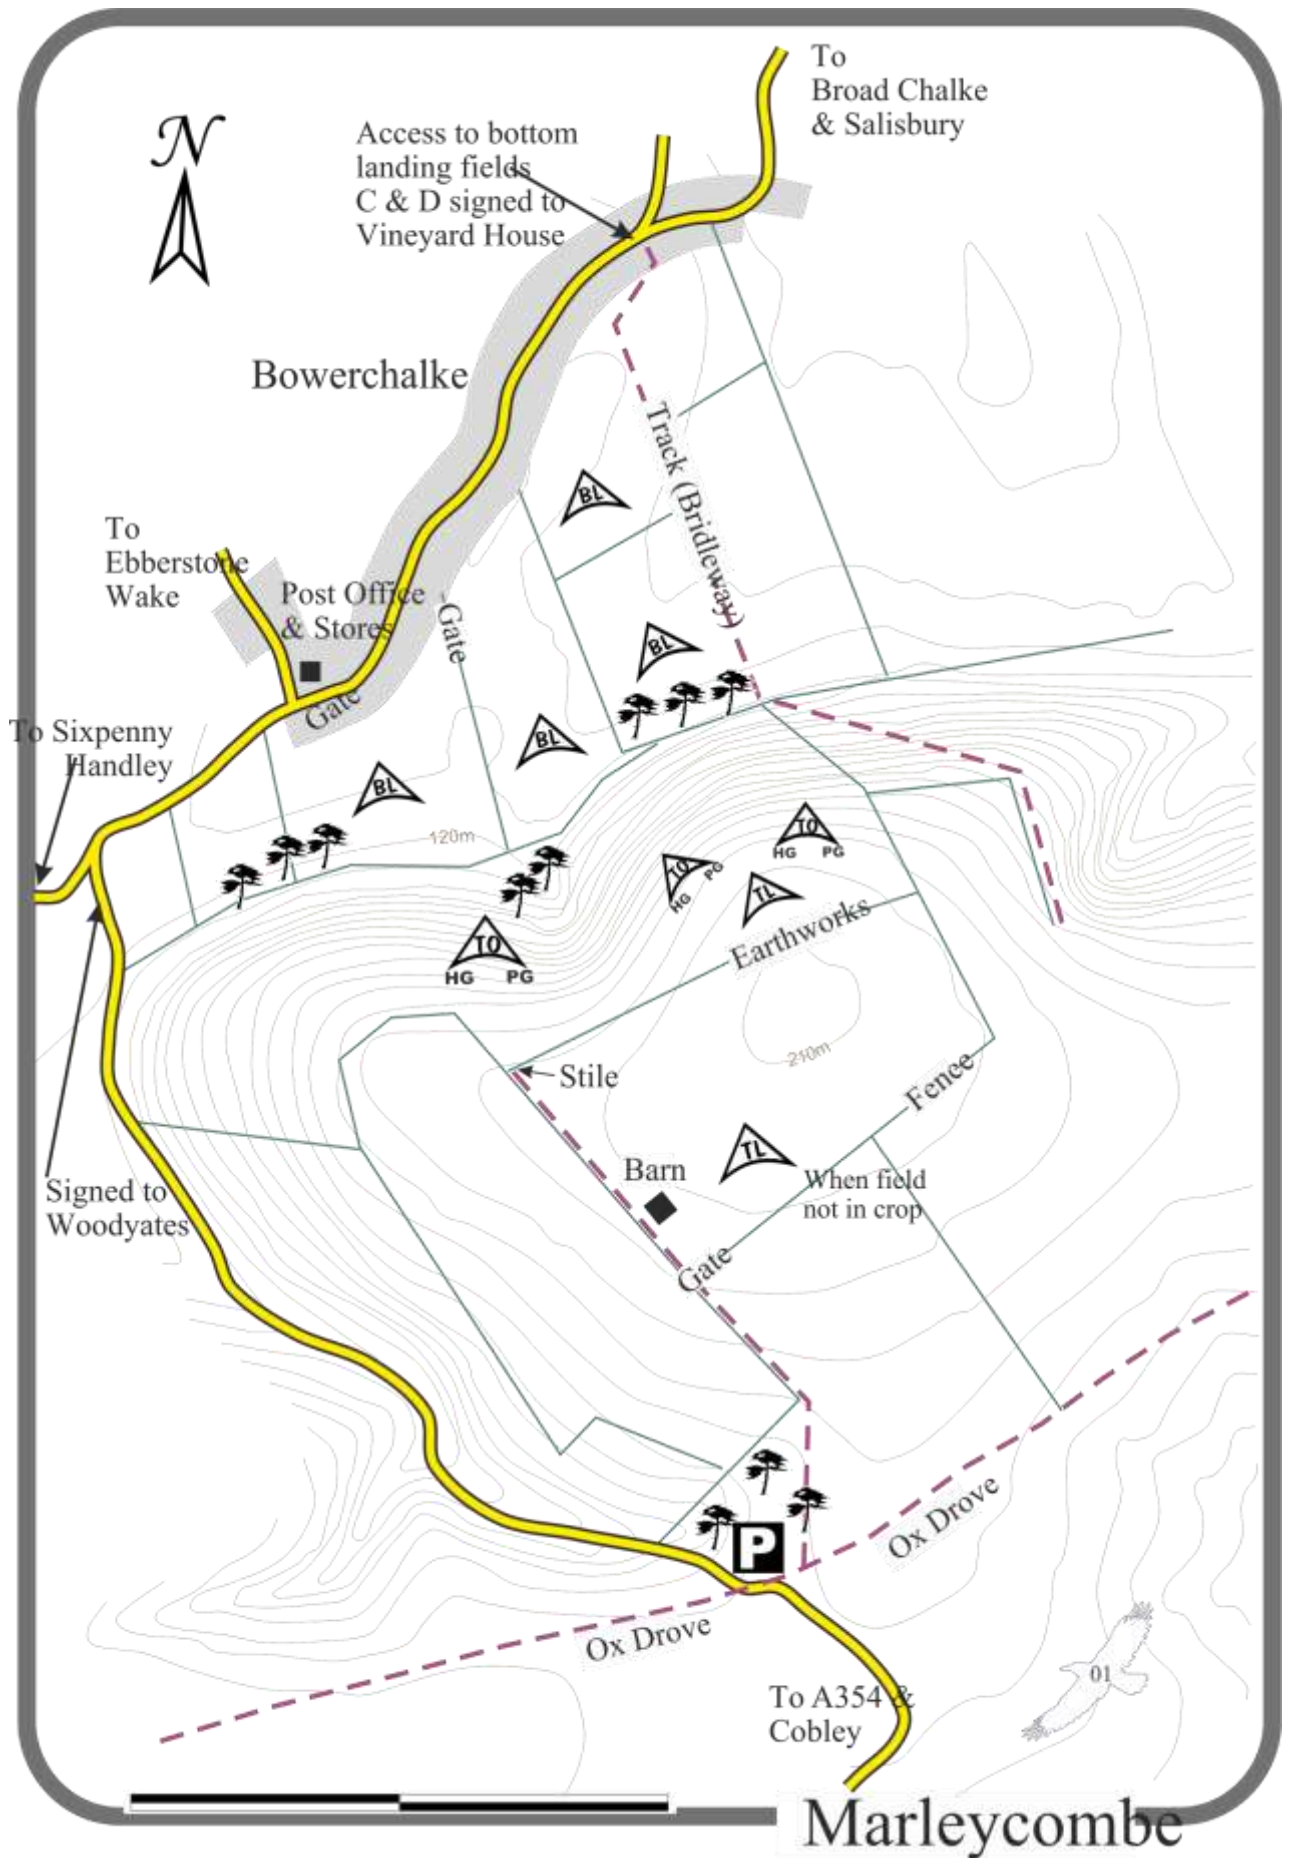 To
Broad Chalke
& Salisbury
N
Access to bottom
landing fields
C & D signed to
Vineyard House
Bowerchalke
Track (Bridleway)
BL
To
Ebberstone
Wake
Post Office
& Stores
Gate
Gate
BL
To Sixpenny
Handley
BL
BL
120m
TO
HG PG
TO
HG PG
TL
Earthworks
TO
HG PG
210m
Stile
Fence
TL
Barn
When field
not in crop
Signed to
Woodyates
Gate
Ox Drove
P
Ox Drove
01
To A354 &
Cobley
Marleycombe